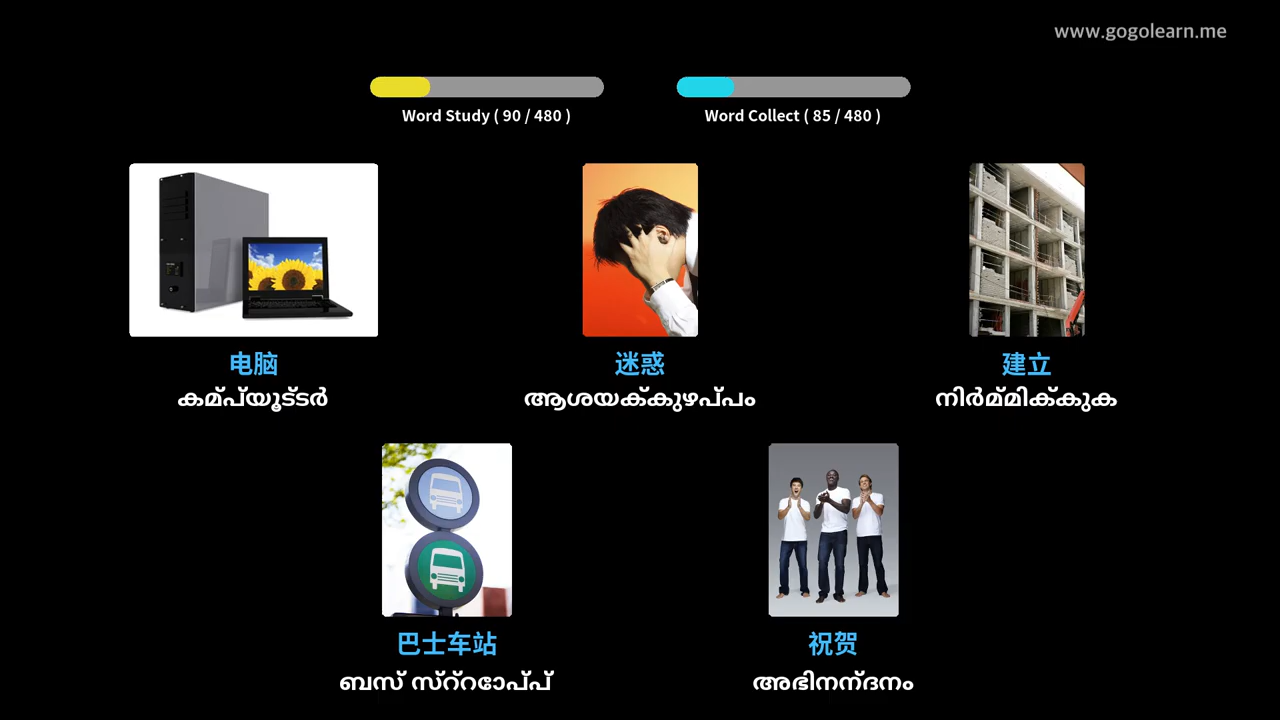 www.gogolearn.me
Word Study ( 90 / 480 )
Word Collect ( 85 / 480 )
电脑
കമ്പ്യൂട്ടർ
迷惑
ആശയക്കുഴപ്പം
建立
നിർമ്മിക്കുക
巴士车站
ബസ് സ്റ്റോപ്പ്
祝贺
അഭിനന്ദനം